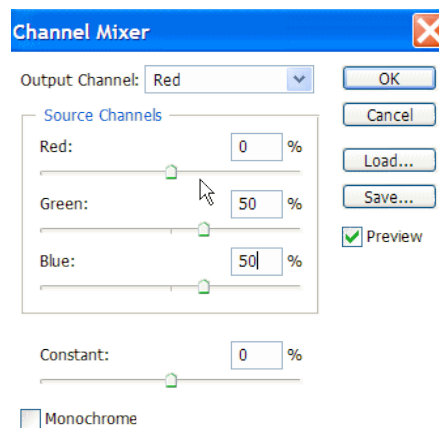 Channel Mixer
Output Channel: Red
OK
Source Channels
Cancel
Red: 0 %
Load...
Green: 50 %
Save...
Preview
Blue: 50 %
Constant: 0 %
Monochrome